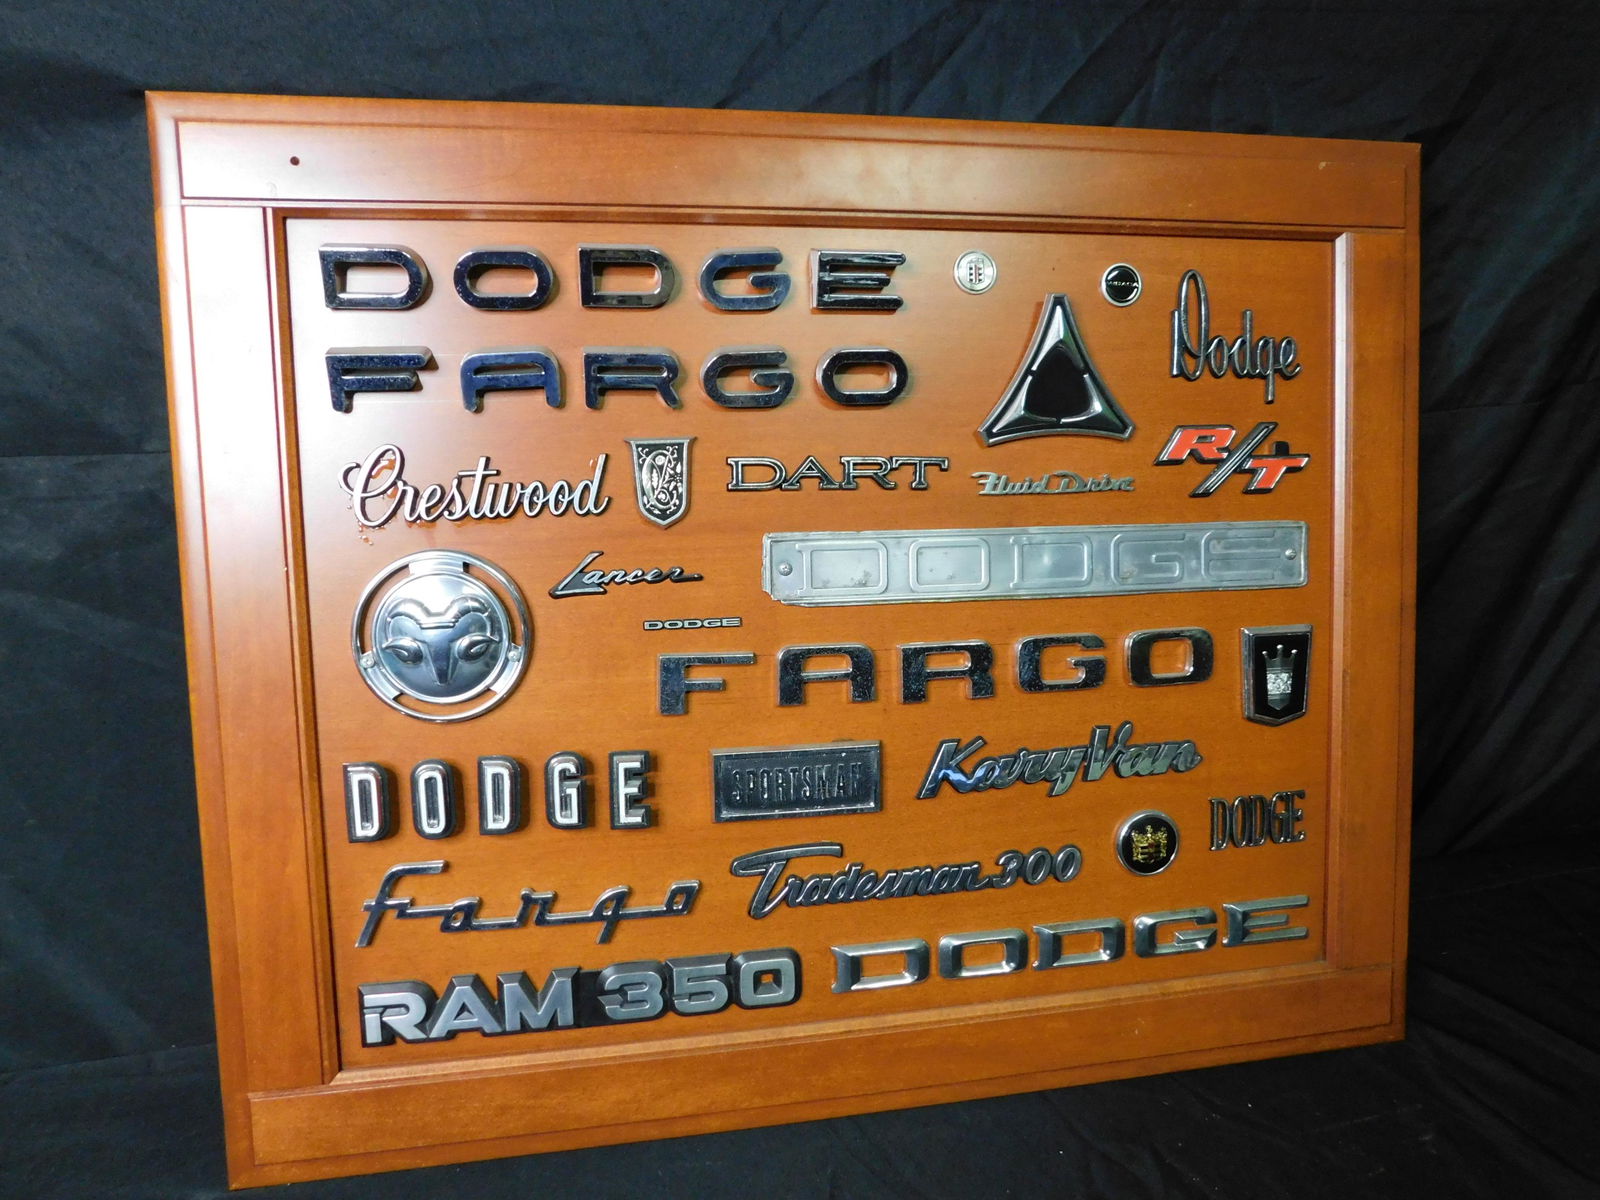 DODGE
MIRADA
Dodge
FARGO
Crestwood
DART
Fluid Drive
R/T
Lancer
DODGE
DODGE
FARGO
DODGE
SPORTSMAN
KaryVan
DODGE
Fargo
Tradesman 300
RAM 350
DODGE